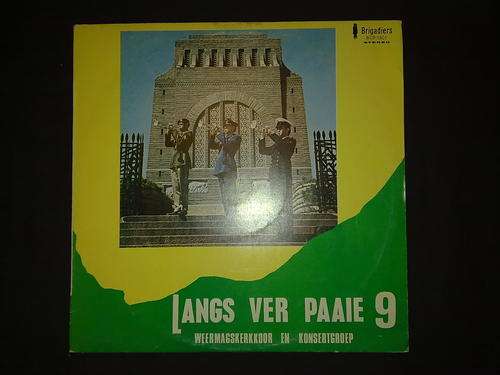 Brigadiers
STEREO
LANGS VER PAAIE 9
WEERMAGSKERKKOOR EN KONSERTGROEP